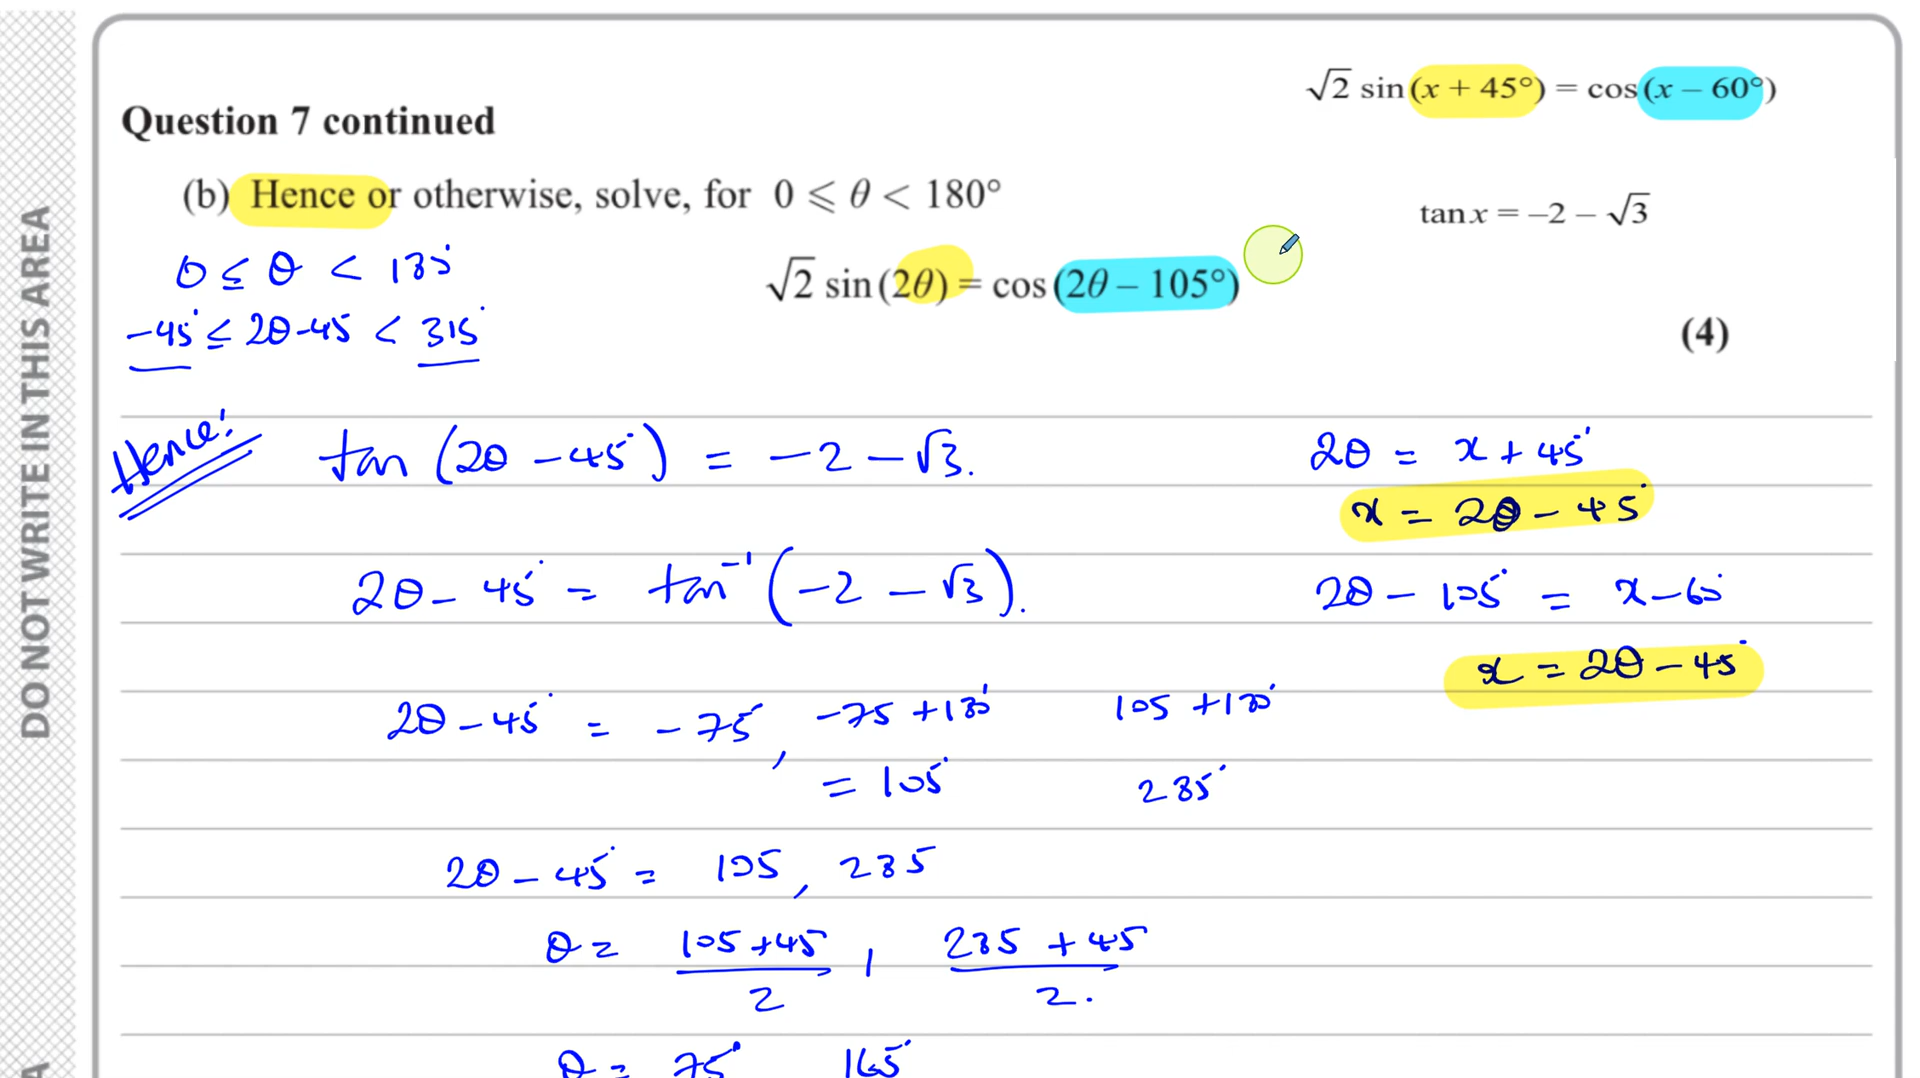 DO NOT WRITE IN THIS AREA
√2 sin(x + 45°) = cos(x – 60°)
Question 7 continued
(b) Hence or otherwise, solve, for 0 ⩽ θ < 180°
tan x = –2 – √3
0 ≤ θ < 180°
√2 sin(2θ) = cos(2θ – 105°)
-45° ≤ 2θ-45 < 315°
(4)
Hence!
tan (2θ - 45°) = -2 - √3.
2θ = x + 45°
x = 2θ - 45°
2θ - 45° = tan⁻¹(-2 - √3).
2θ - 105° = x - 60°
x = 2θ - 45°
2θ - 45° = -75°, -75 + 180° 105 + 180°
= 105° 285°
2θ - 45° = 105, 285
θ = (105 + 45)/2 , (285 + 45)/2.
θ = 75° 165°